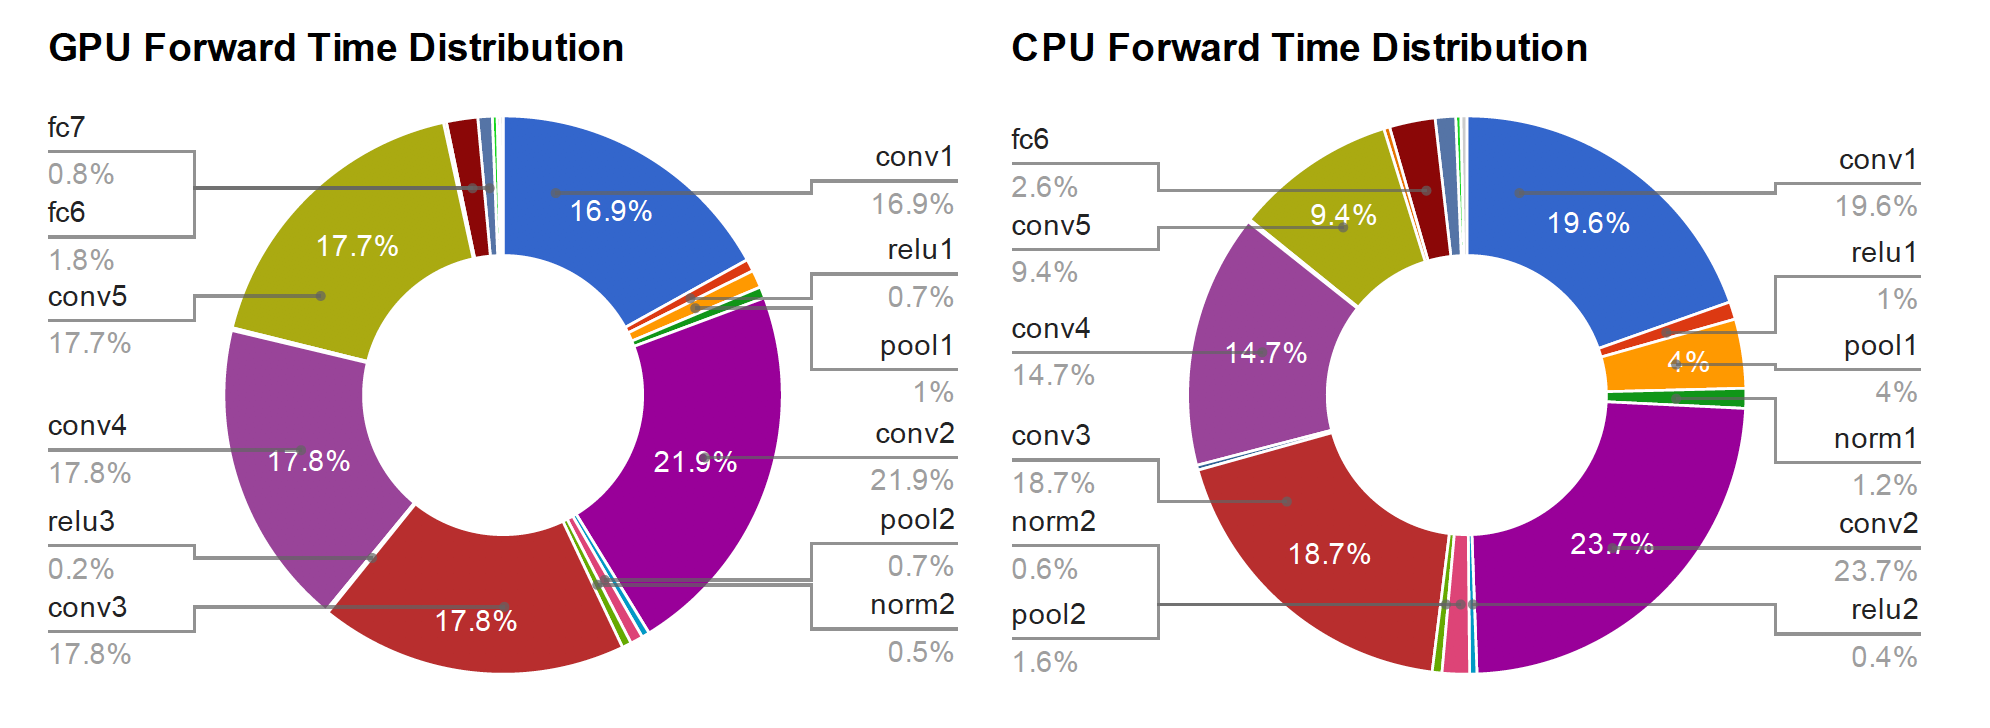 GPU Forward Time Distribution
fc7
0.8%
fc6
1.8%
conv5
17.7%
conv4
17.8%
relu3
0.2%
conv3
17.8%
16.9%
17.7%
17.8%
21.9%
17.8%
conv1
16.9%
relu1
0.7%
pool1
1%
conv2
21.9%
pool2
0.7%
norm2
0.5%
CPU Forward Time Distribution
fc6
2.6%
conv5
9.4%
conv4
14.7%
conv3
18.7%
norm2
0.6%
pool2
1.6%
9.4%
19.6%
14.7%
4%
18.7%
23.7%
conv1
19.6%
relu1
1%
pool1
4%
norm1
1.2%
conv2
23.7%
relu2
0.4%